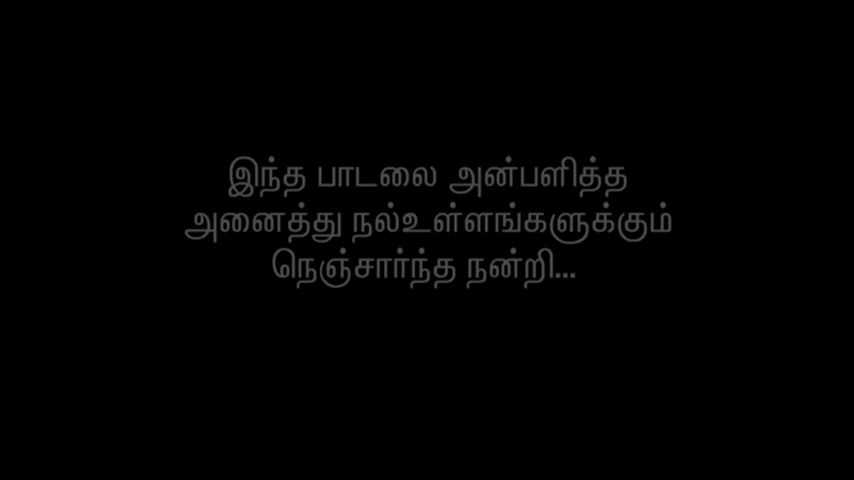 இந்த பாடலை அன்பளித்த
அனைத்து நல்உள்ளங்களுக்கும்
நெஞ்சார்ந்த நன்றி...